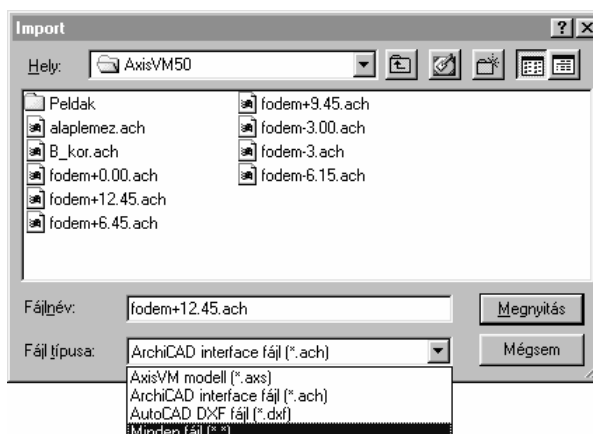 Import
Hely: AxisVM50
Peldak
alaplemez.ach
B_kor.ach
fodem+0.00.ach
fodem+12.45.ach
fodem+6.45.ach
fodem+9.45.ach
fodem-3.00.ach
fodem-3.ach
fodem-6.15.ach
Fájlnév: fodem+12.45.ach Megnyitás
Fájl típusa: ArchiCAD interface fájl (*.ach) Mégsem
AxisVM modell (*.axs)
ArchiCAD interface fájl (*.ach)
AutoCAD DXF fájl (*.dxf)
Minden fájl (*.*)